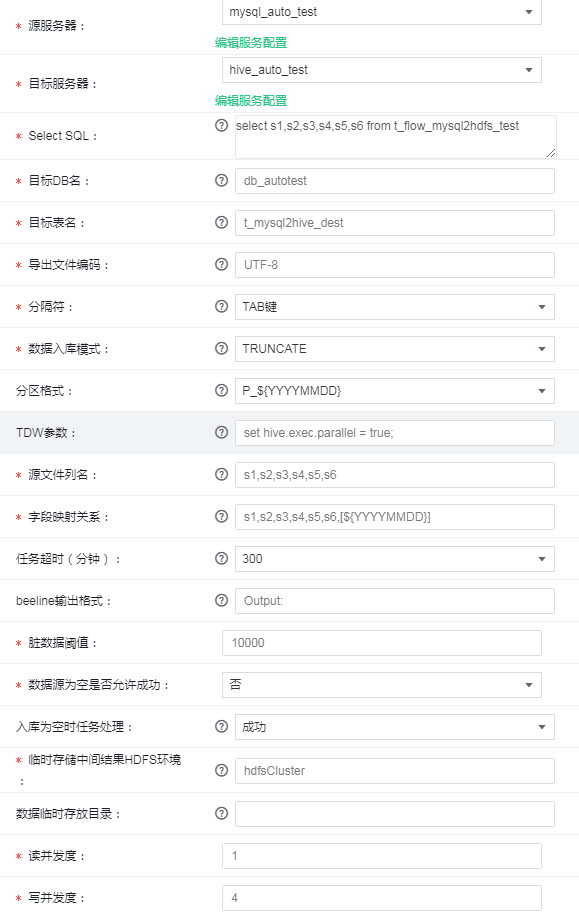 * 源服务器： mysql_auto_test
编辑服务配置
* 目标服务器： hive_auto_test
编辑服务配置
* Select SQL： select s1,s2,s3,s4,s5,s6 from t_flow_mysql2hdfs_test
* 目标DB名： db_autotest
* 目标表名： t_mysql2hive_dest
* 导出文件编码： UTF-8
* 分隔符： TAB键
* 数据入库模式： TRUNCATE
分区格式： P_${YYYYMMDD}
TDW参数： set hive.exec.parallel = true;
* 源文件列名： s1,s2,s3,s4,s5,s6
* 字段映射关系： s1,s2,s3,s4,s5,s6,[${YYYYMMDD}]
任务超时（分钟）： 300
beeline输出格式： Output:
* 脏数据阈值： 10000
* 数据源为空是否允许成功： 否
入库为空时任务处理： 成功
* 临时存储中间结果HDFS环境
： hdfsCluster
数据临时存放目录：
* 读并发度： 1
* 写并发度： 4